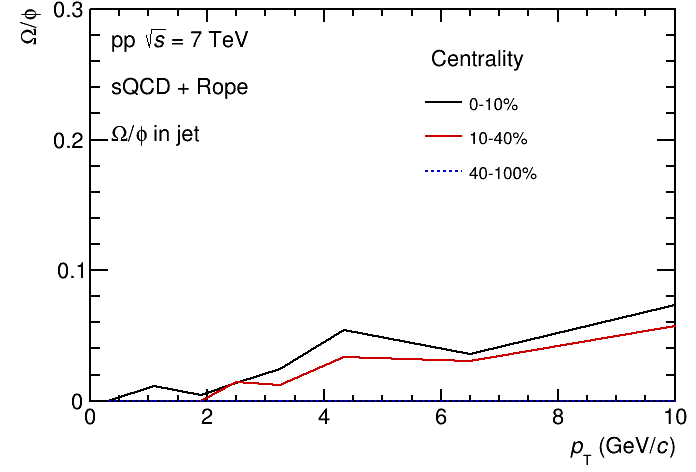 Ω/ϕ
0.3
0.2
0.1
0
pp √s = 7 TeV
sQCD + Rope
Ω/ϕ in jet
Centrality
0-10%
10-40%
40-100%
0 2 4 6 8 10
pT (GeV/c)